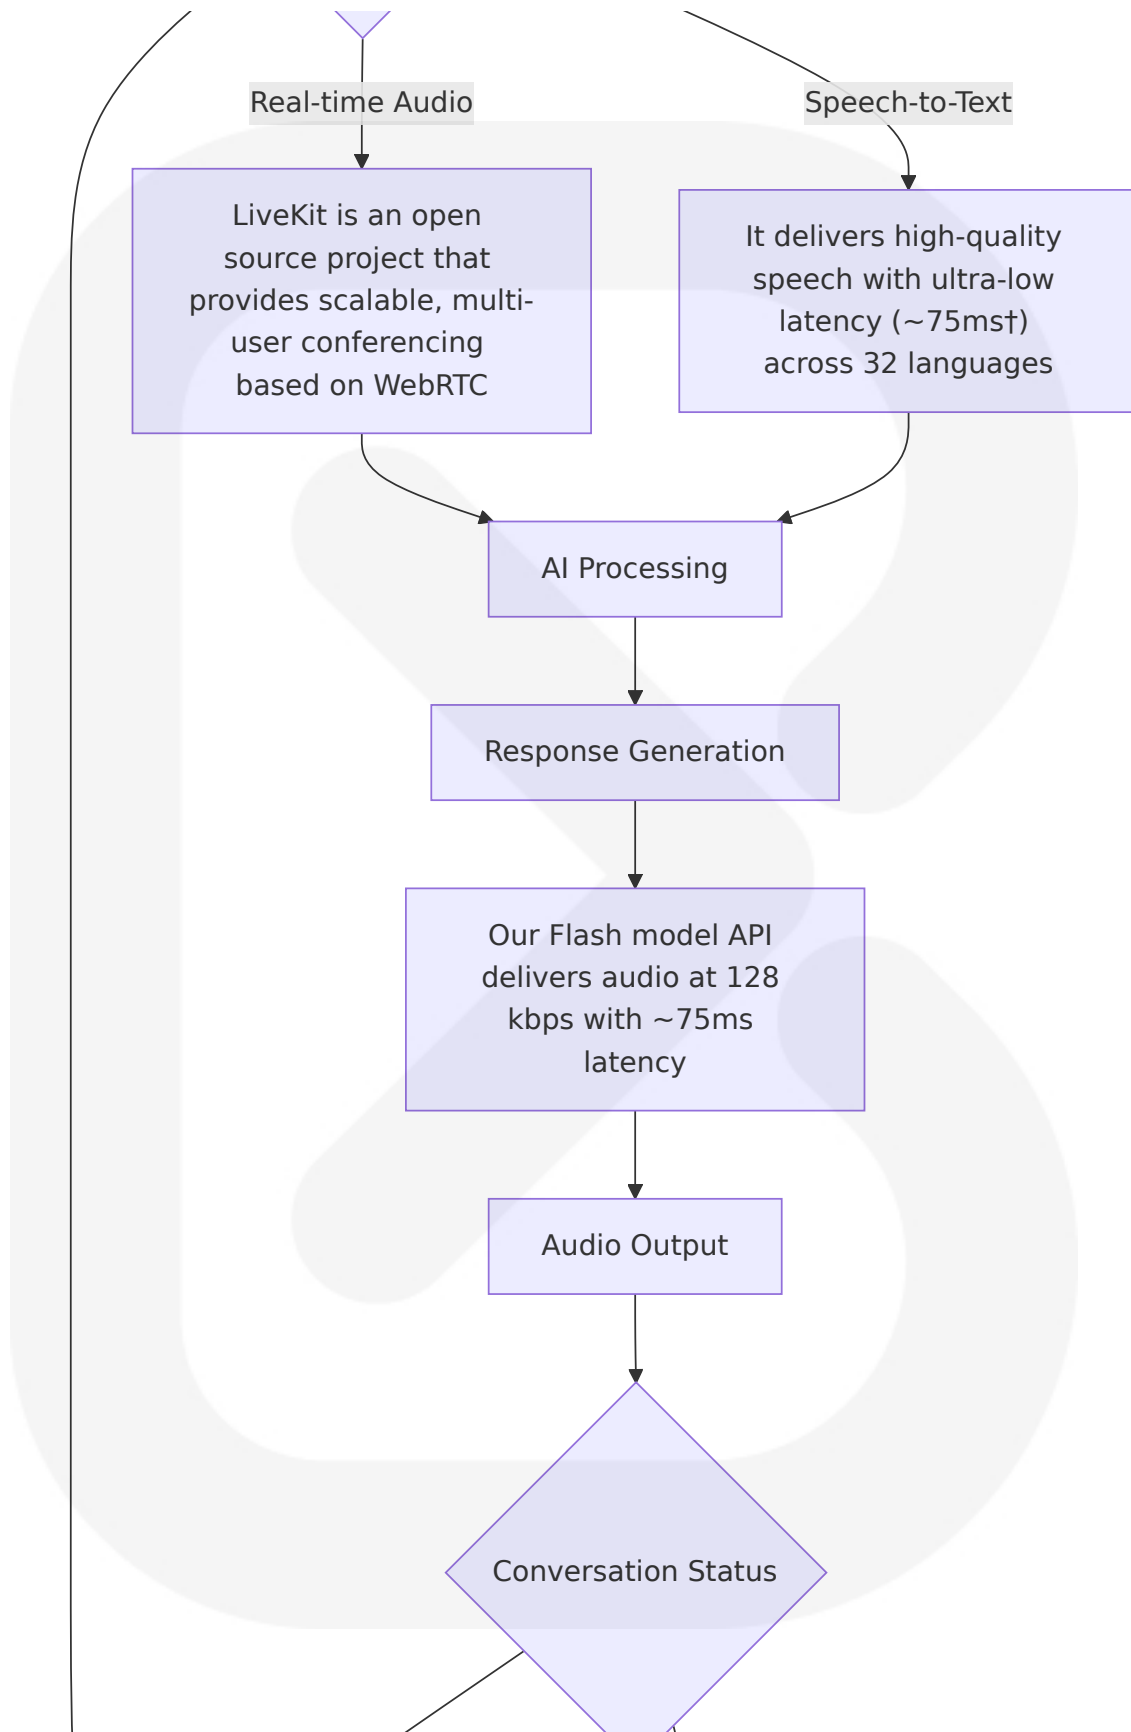 Real-time Audio
Speech-to-Text
LiveKit is an open
source project that
provides scalable, multi-
user conferencing
based on WebRTC
It delivers high-quality
speech with ultra-low
latency (~75ms†)
across 32 languages
AI Processing
Response Generation
Our Flash model API
delivers audio at 128
kbps with ~75ms
latency
Audio Output
Conversation Status